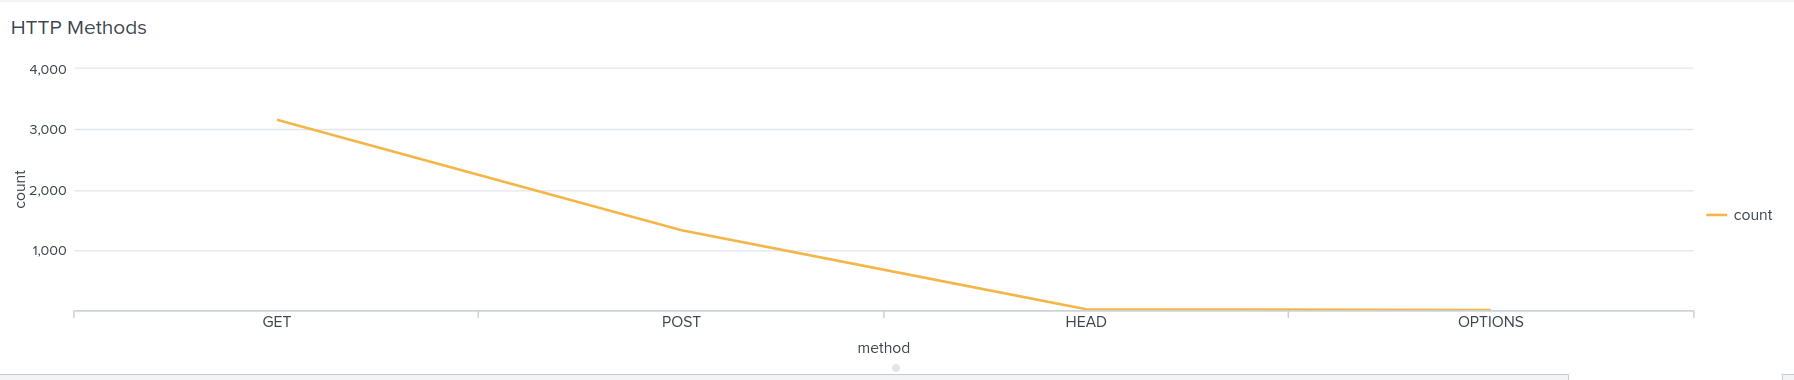 HTTP Methods
4,000
3,000
2,000
1,000
count
GET
POST
HEAD
OPTIONS
method
count